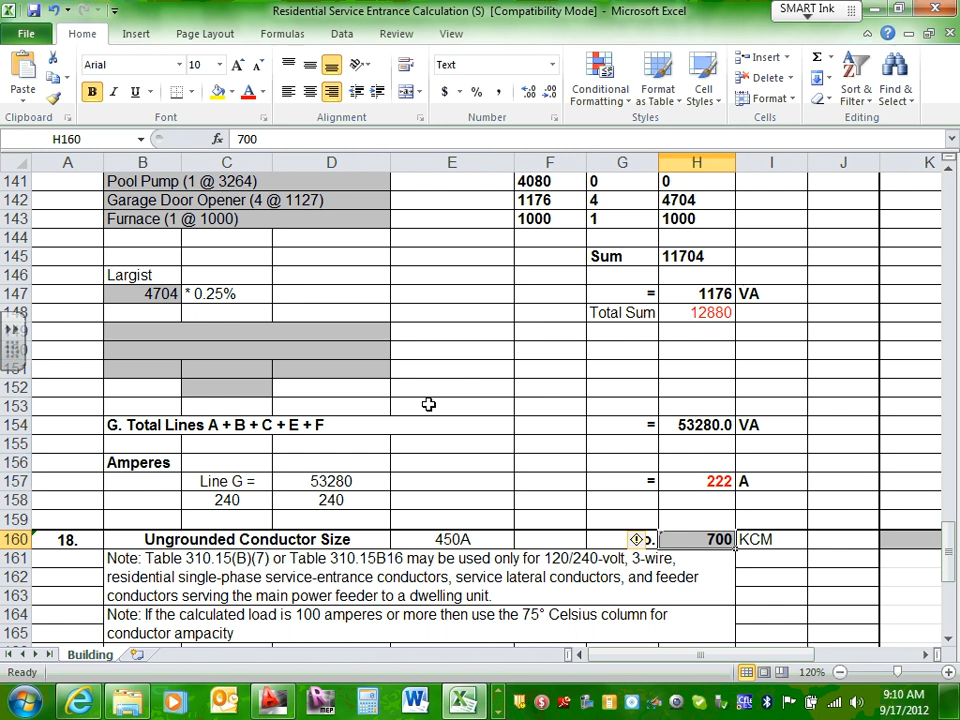 Residential Service Entrance Calculation (S) [Compatibility Mode] - Microsoft Excel
SMART Ink
File Home Insert Page Layout Formulas Data Review View
Paste
Arial 10
B I U
Text
$ % ,
Conditional Formatting
Format as Table
Cell Styles
Insert
Delete
Format
Sort & Filter
Find & Select
Clipboard Font Alignment Number Styles Cells Editing
H160 fx 700
A B C D E F G H I J K
141 Pool Pump (1 @ 3264) 4080 0 0
142 Garage Door Opener (4 @ 1127) 1176 4 4704
143 Furnace (1 @ 1000) 1000 1 1000
144
145 Sum 11704
146 Largist
147 4704 * 0.25% = 1176 VA
148 Total Sum 12880
149
150
151
152
153
154 G. Total Lines A + B + C + E + F = 53280.0 VA
155
156 Amperes
157 Line G = 53280 = 222 A
158 240 240
159
160 18. Ungrounded Conductor Size 450A o. 700 KCM
161 Note: Table 310.15(B)(7) or Table 310.15B16 may be used only for 120/240-volt, 3-wire,
162 residential single-phase service-entrance conductors, service lateral conductors, and feeder
163 conductors serving the main power feeder to a dwelling unit.
164 Note: If the calculated load is 100 amperes or more then use the 75° Celsius column for
165 conductor ampacity
Building
Ready 120%
9:10 AM
9/17/2012